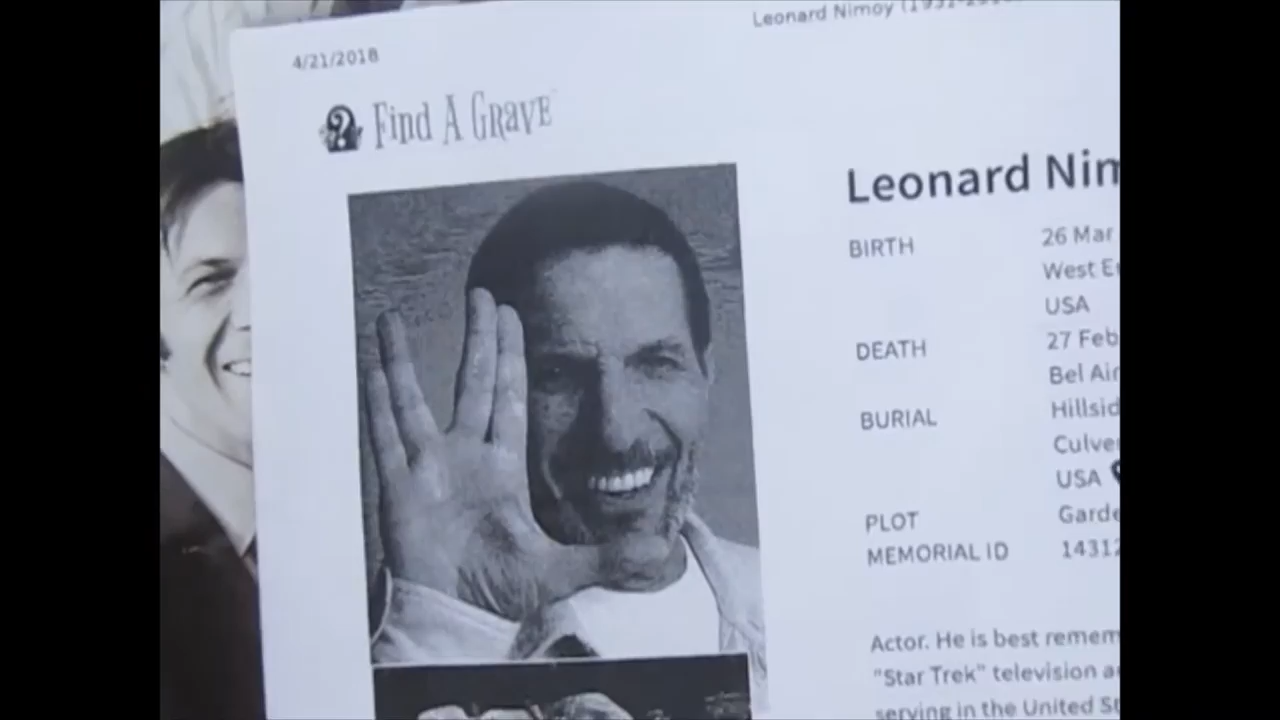 4/21/2018
Leonard Nimoy (1931-
Find A Grave
Leonard Nim
BIRTH 26 Mar
West E
USA
DEATH 27 Feb
Bel Air
BURIAL Hillsid
Culve
USA
PLOT Garde
MEMORIAL ID 14312
Actor. He is best remem
"Star Trek" television a
serving in the United St